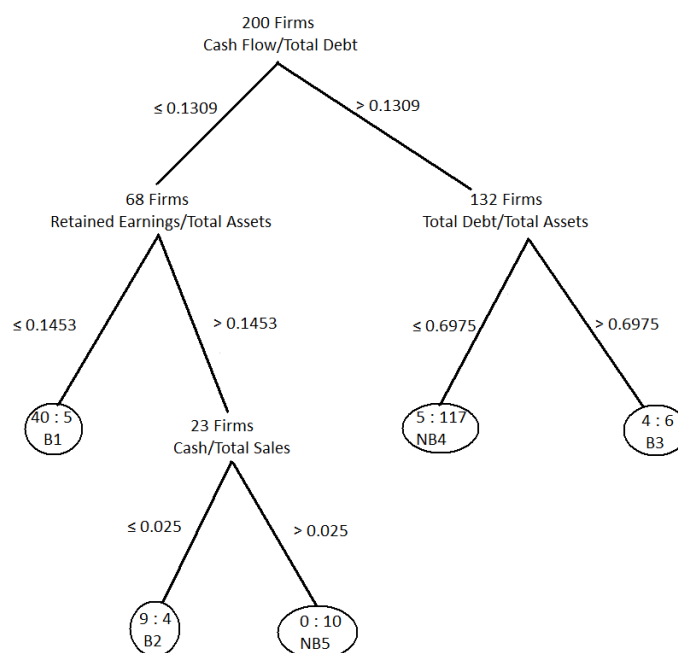 200 Firms
Cash Flow/Total Debt
≤ 0.1309
> 0.1309
68 Firms
Retained Earnings/Total Assets
132 Firms
Total Debt/Total Assets
≤ 0.1453
> 0.1453
≤ 0.6975
> 0.6975
40 : 5
B1
23 Firms
Cash/Total Sales
5 : 117
NB4
4 : 6
B3
≤ 0.025
> 0.025
9 : 4
B2
0 : 10
NB5